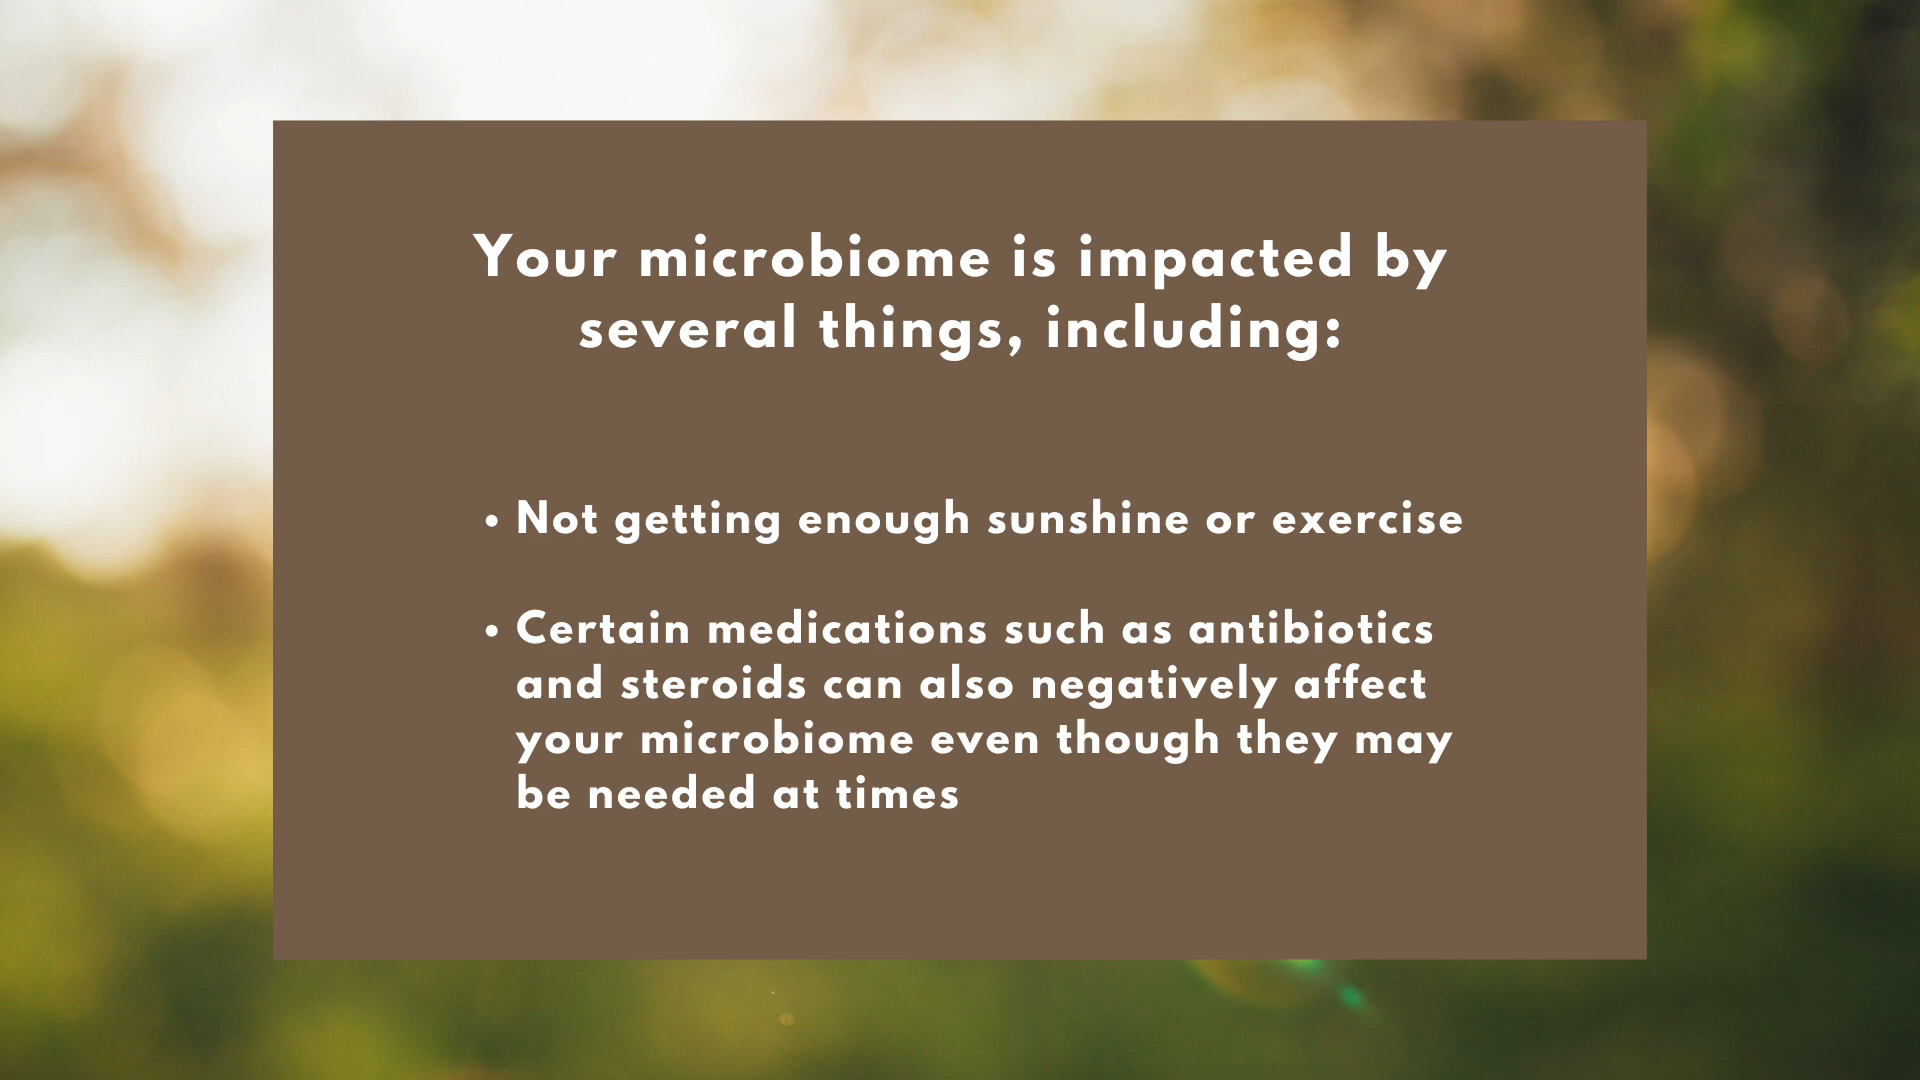 Your microbiome is impacted by
several things, including:
• Not getting enough sunshine or exercise
• Certain medications such as antibiotics
and steroids can also negatively affect
your microbiome even though they may
be needed at times